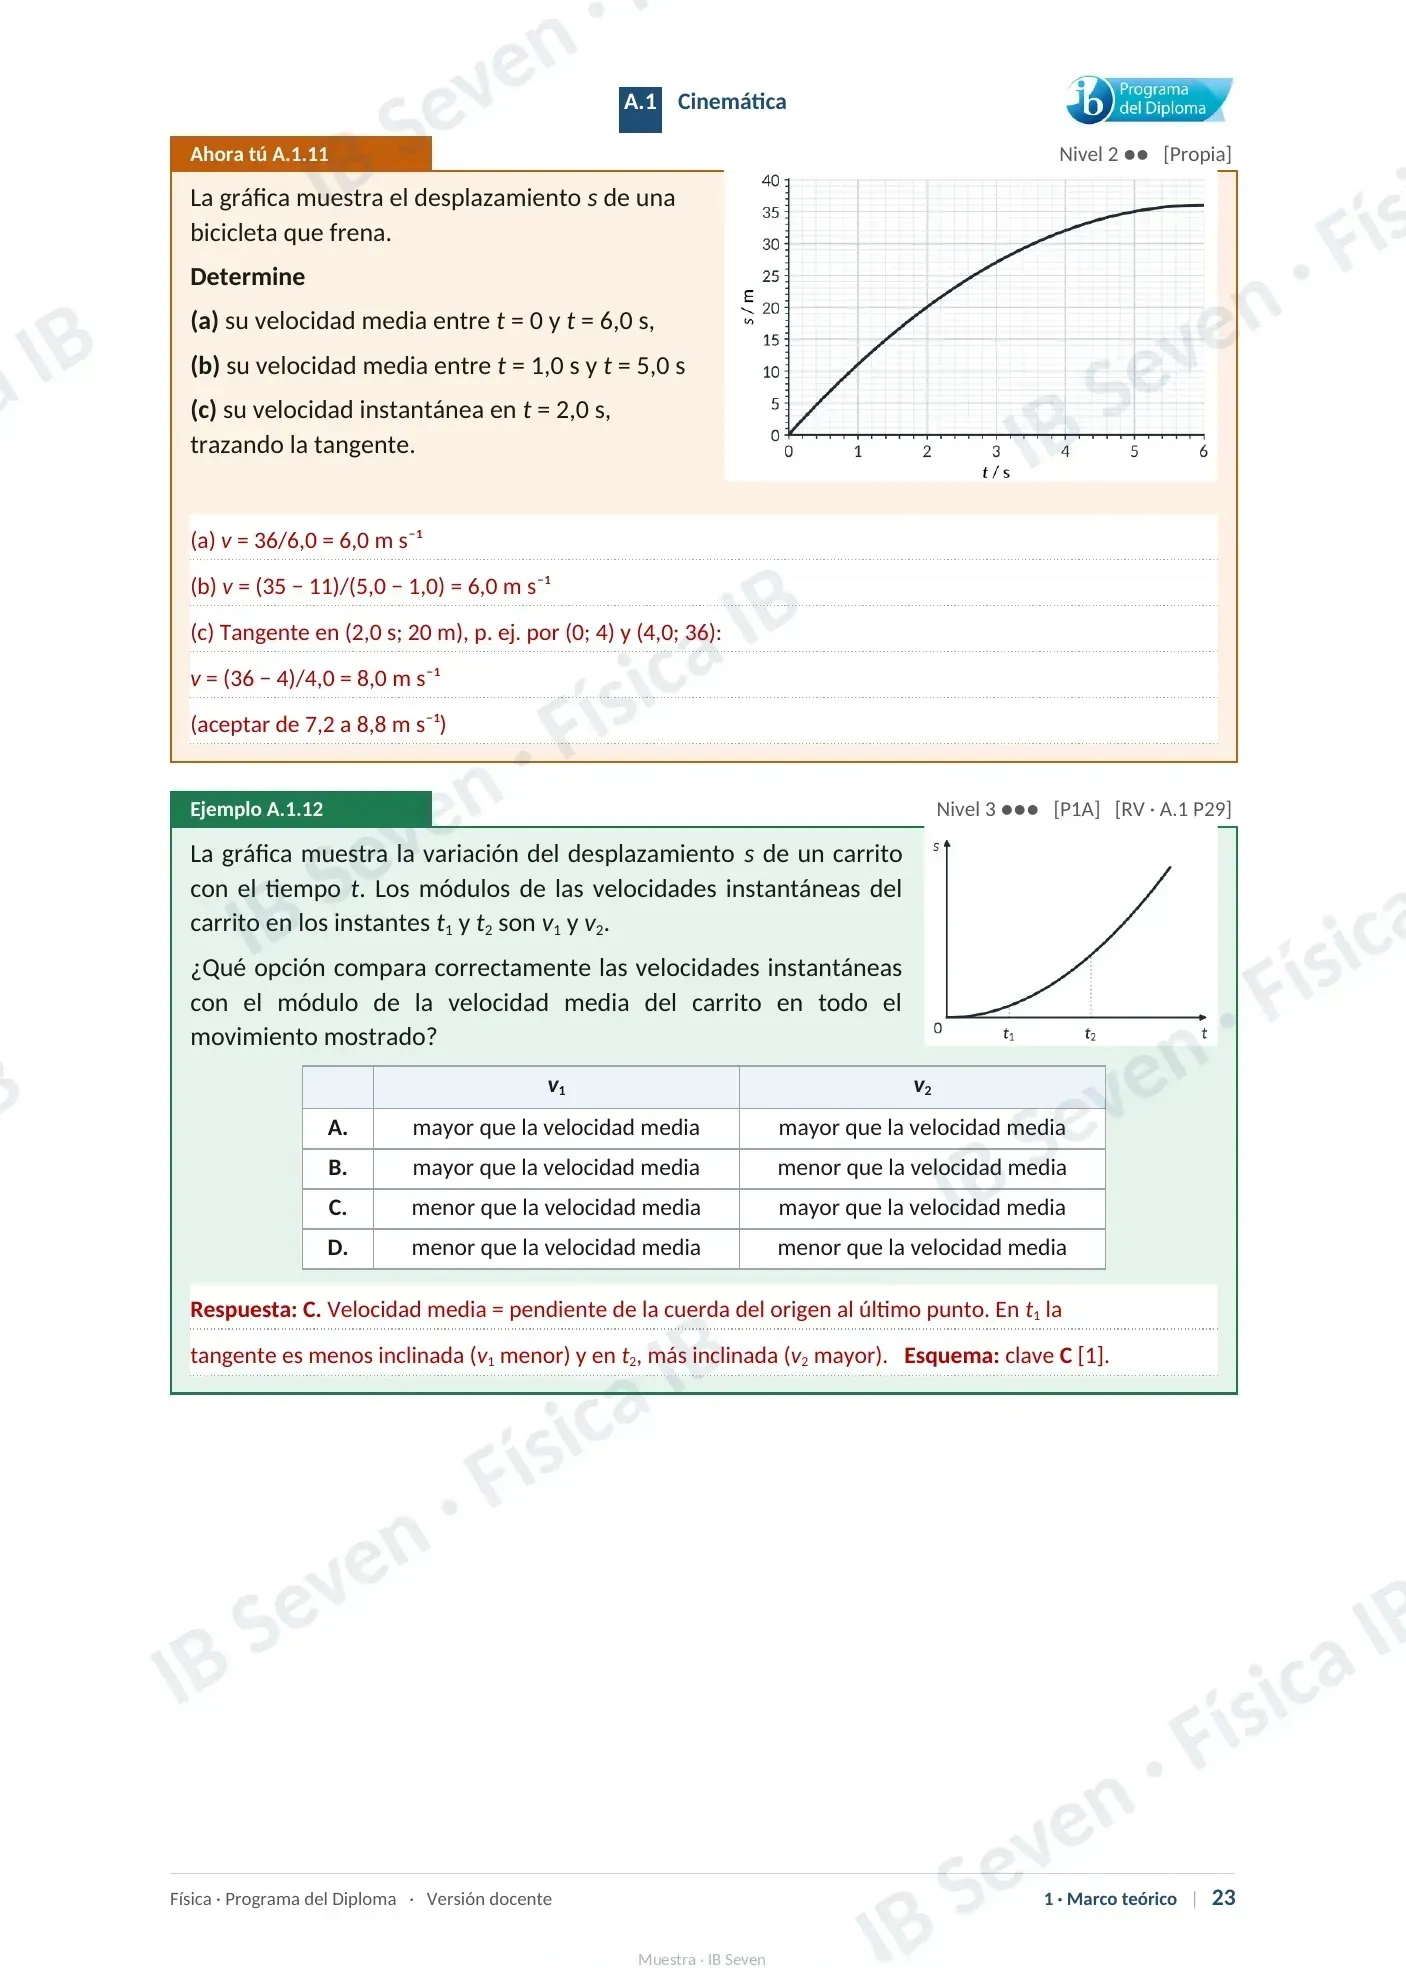 A.1 Cinemática
ib Programa
del Diploma
Ahora tú A.1.11
Nivel 2 ●● [Propia]
La gráfica muestra el desplazamiento s de una
bicicleta que frena.
Determine
(a) su velocidad media entre t = 0 y t = 6,0 s,
(b) su velocidad media entre t = 1,0 s y t = 5,0 s
(c) su velocidad instantánea en t = 2,0 s,
trazando la tangente.
40
35
30
25
20
15
10
5
0
s / m
0 1 2 3 4 5 6
t / s
(a) v = 36/6,0 = 6,0 m s⁻¹
(b) v = (35 − 11)/(5,0 − 1,0) = 6,0 m s⁻¹
(c) Tangente en (2,0 s; 20 m), p. ej. por (0; 4) y (4,0; 36):
v = (36 − 4)/4,0 = 8,0 m s⁻¹
(aceptar de 7,2 a 8,8 m s⁻¹)
Ejemplo A.1.12
Nivel 3 ●●● [P1A] [RV · A.1 P29]
La gráfica muestra la variación del desplazamiento s de un carrito
con el tiempo t. Los módulos de las velocidades instantáneas del
carrito en los instantes t₁ y t₂ son v₁ y v₂.
¿Qué opción compara correctamente las velocidades instantáneas
con el módulo de la velocidad media del carrito en todo el
movimiento mostrado?
s
0 t₁ t₂ t
v₁ v₂
A. mayor que la velocidad media mayor que la velocidad media
B. mayor que la velocidad media menor que la velocidad media
C. menor que la velocidad media mayor que la velocidad media
D. menor que la velocidad media menor que la velocidad media
Respuesta: C. Velocidad media = pendiente de la cuerda del origen al último punto. En t₁ la
tangente es menos inclinada (v₁ menor) y en t₂, más inclinada (v₂ mayor). Esquema: clave C [1].
Física · Programa del Diploma · Versión docente
1 · Marco teórico | 23
Muestra · IB Seven
IB Seven · Física IB